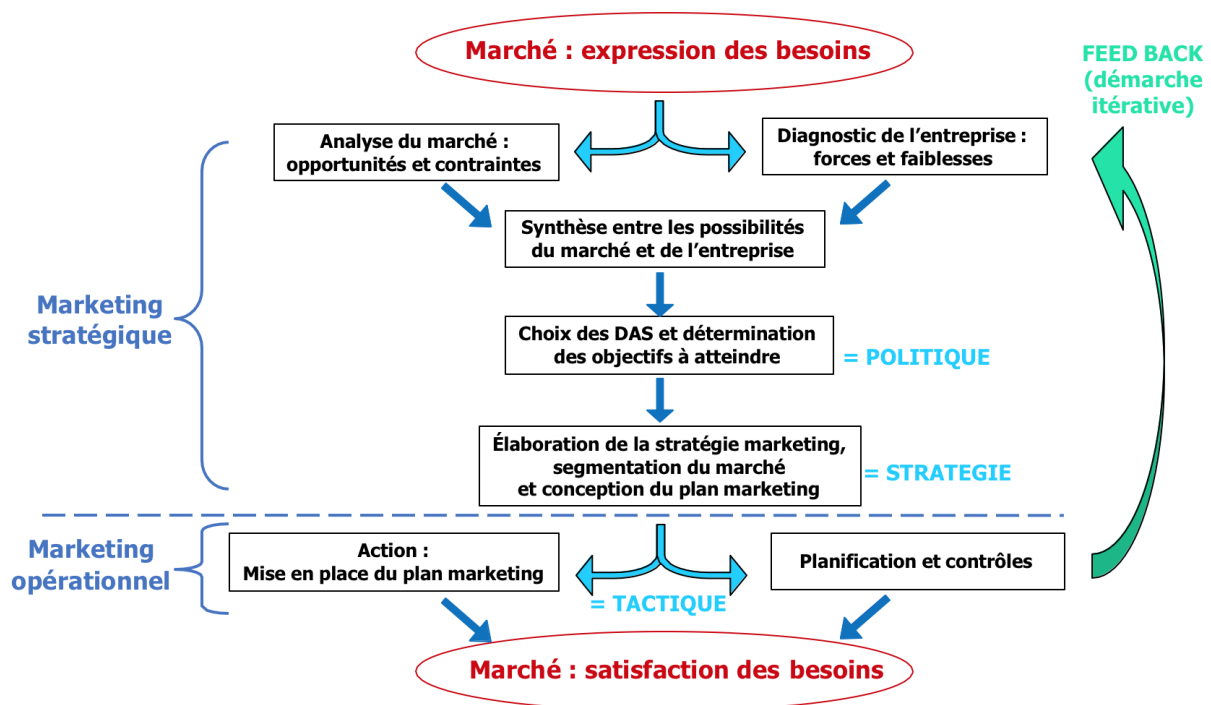 Marché : expression des besoins
FEED BACK
(démarche
itérative)
Analyse du marché :
opportunités et contraintes
Diagnostic de l’entreprise :
forces et faiblesses
Synthèse entre les possibilités
du marché et de l’entreprise
Marketing
stratégique
Choix des DAS et détermination
des objectifs à atteindre
= POLITIQUE
Élaboration de la stratégie marketing,
segmentation du marché
et conception du plan marketing
= STRATEGIE
Marketing
opérationnel
Action :
Mise en place du plan marketing
Planification et contrôles
= TACTIQUE
Marché : satisfaction des besoins